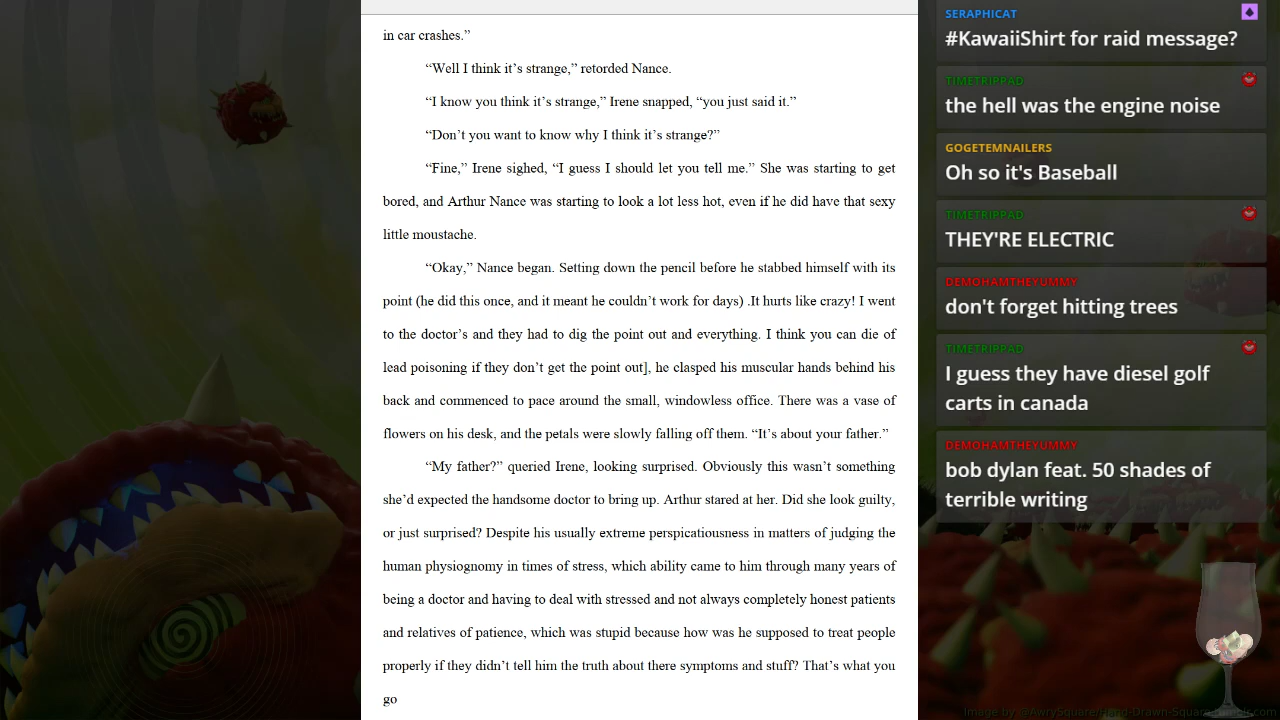 in car crashes.”
“Well I think it’s strange,” retorded Nance.
“I know you think it’s strange,” Irene snapped, “you just said it.”
“Don’t you want to know why I think it’s strange?”
“Fine,” Irene sighed, “I guess I should let you tell me.” She was starting to get
bored, and Arthur Nance was starting to look a lot less hot, even if he did have that sexy
little moustache.
“Okay,” Nance began. Setting down the pencil before he stabbed himself with its
point (he did this once, and it meant he couldn’t work for days) .It hurts like crazy! I went
to the doctor’s and they had to dig the point out and everything. I think you can die of
lead poisoning if they don’t get the point out], he clasped his muscular hands behind his
back and commenced to pace around the small, windowless office. There was a vase of
flowers on his desk, and the petals were slowly falling off them. “It’s about your father.”
“My father?” queried Irene, looking surprised. Obviously this wasn’t something
she’d expected the handsome doctor to bring up. Arthur stared at her. Did she look guilty,
or just surprised? Despite his usually extreme perspicatiousness in matters of judging the
human physiognomy in times of stress, which ability came to him through many years of
being a doctor and having to deal with stressed and not always completely honest patients
and relatives of patience, which was stupid because how was he supposed to treat people
properly if they didn’t tell him the truth about there symptoms and stuff? That’s what you
go
SERAPHICAT
#KawaiiShirt for raid message?
TIMETRIPPAD
the hell was the engine noise
GOGETEMNAILERS
Oh so it's Baseball
TIMETRIPPAD
THEY'RE ELECTRIC
DEMOHAMTHEYUMMY
don't forget hitting trees
TIMETRIPPAD
I guess they have diesel golf
carts in canada
DEMOHAMTHEYUMMY
bob dylan feat. 50 shades of
terrible writing